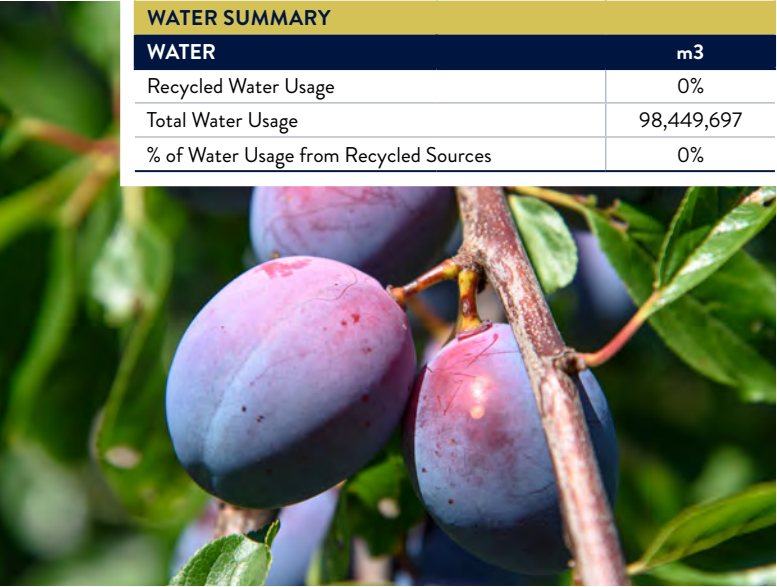 WATER SUMMARY
WATER m3
Recycled Water Usage 0%
Total Water Usage 98,449,697
% of Water Usage from Recycled Sources 0%